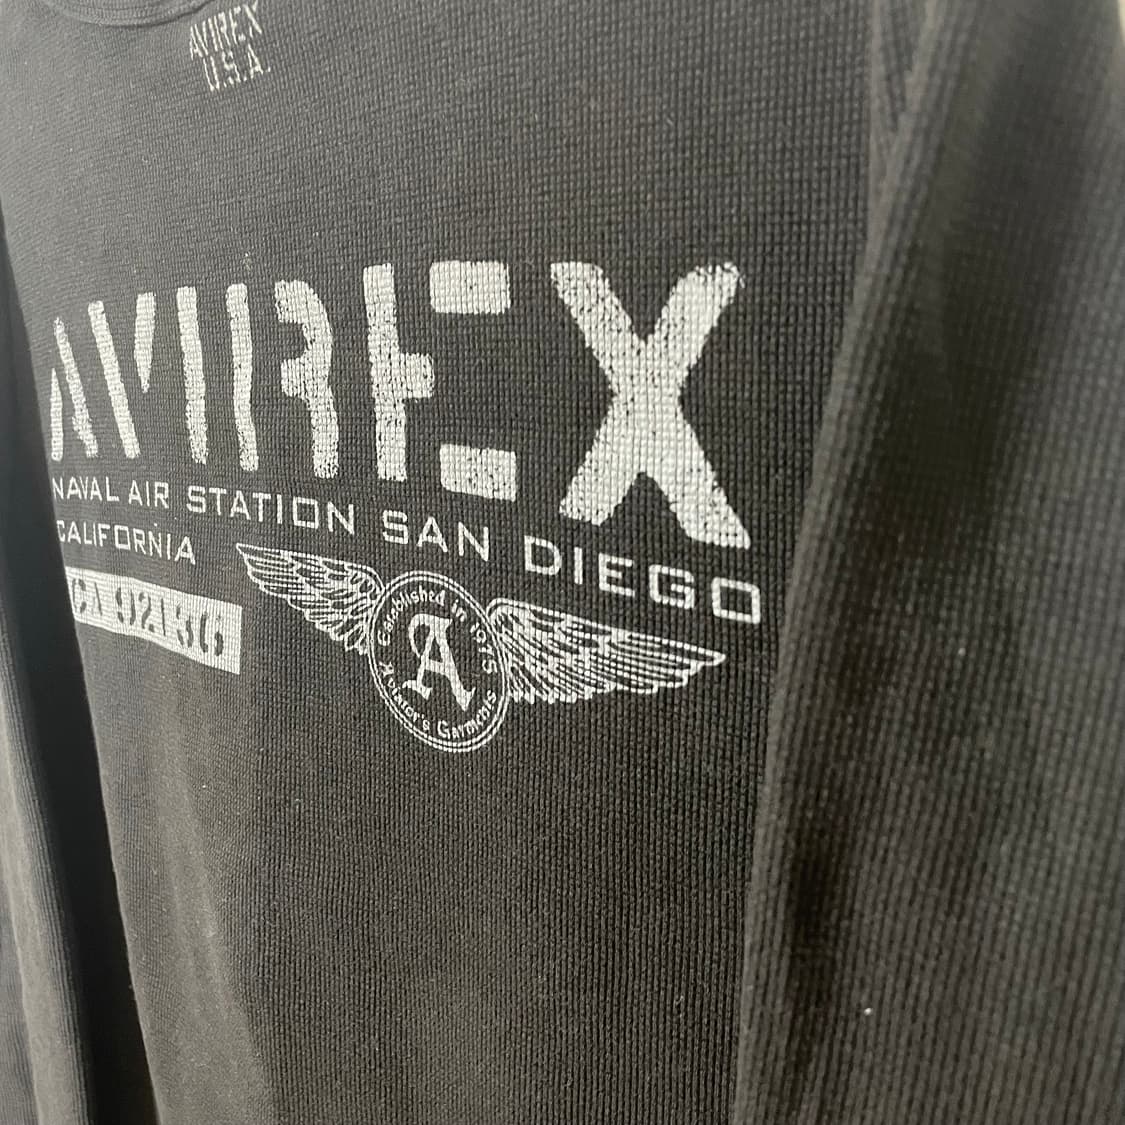 AVIREX
U.S.A.
AVIREX
NAVAL AIR STATION SAN DIEGO
CALIFORNIA
CA 92136
Established in 1975
A
Aviator's Garments